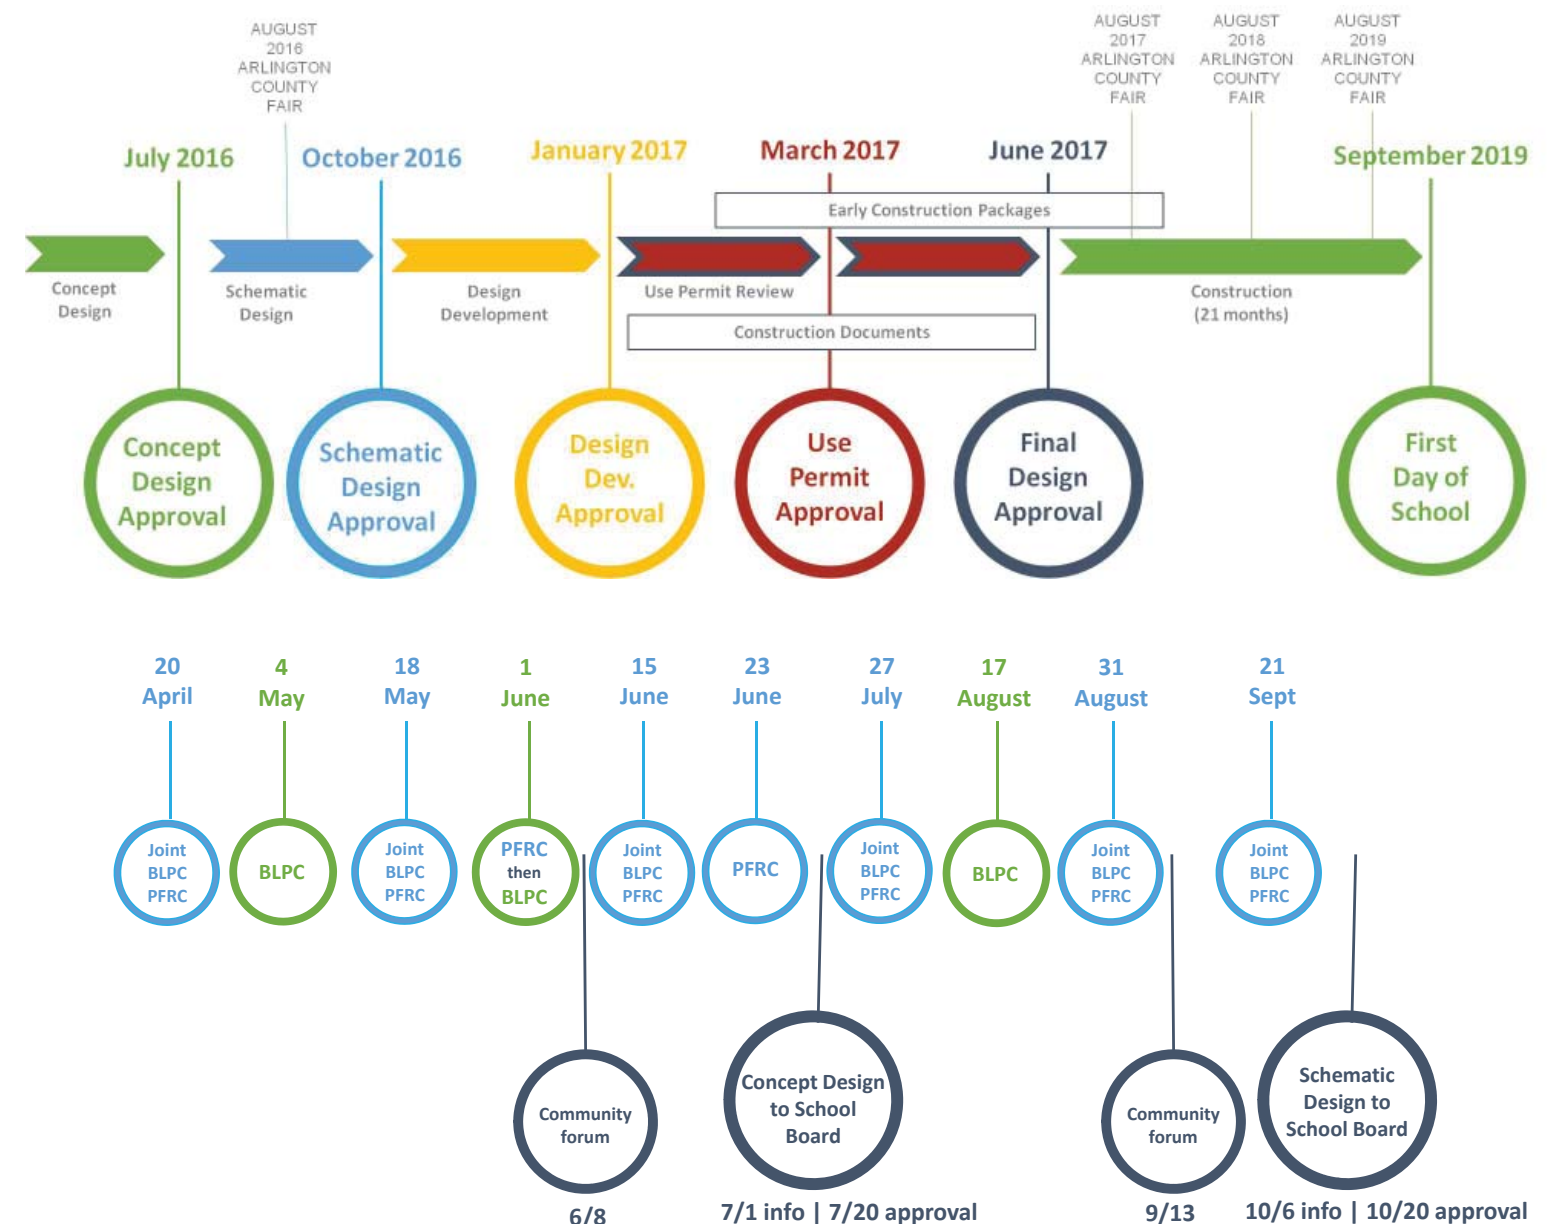 AUGUST
2016
ARLINGTON
COUNTY
FAIR
AUGUST
2017
ARLINGTON
COUNTY
FAIR
AUGUST
2018
ARLINGTON
COUNTY
FAIR
AUGUST
2019
ARLINGTON
COUNTY
FAIR
July 2016
October 2016
January 2017
March 2017
June 2017
September 2019
Early Construction Packages
Concept
Design
Schematic
Design
Design
Development
Use Permit Review
Construction
(21 months)
Construction Documents
Concept
Design
Approval
Schematic
Design
Approval
Design
Dev.
Approval
Use
Permit
Approval
Final
Design
Approval
First
Day of
School
20
April
4
May
18
May
1
June
15
June
23
June
27
July
17
August
31
August
21
Sept
Joint
BLPC
PFRC
BLPC
Joint
BLPC
PFRC
PFRC
then
BLPC
Joint
BLPC
PFRC
PFRC
Joint
BLPC
PFRC
BLPC
Joint
BLPC
PFRC
Joint
BLPC
PFRC
Community
forum
6/8
Concept Design
to School
Board
7/1 info | 7/20 approval
Community
forum
9/13
Schematic
Design to
School Board
10/6 info | 10/20 approval